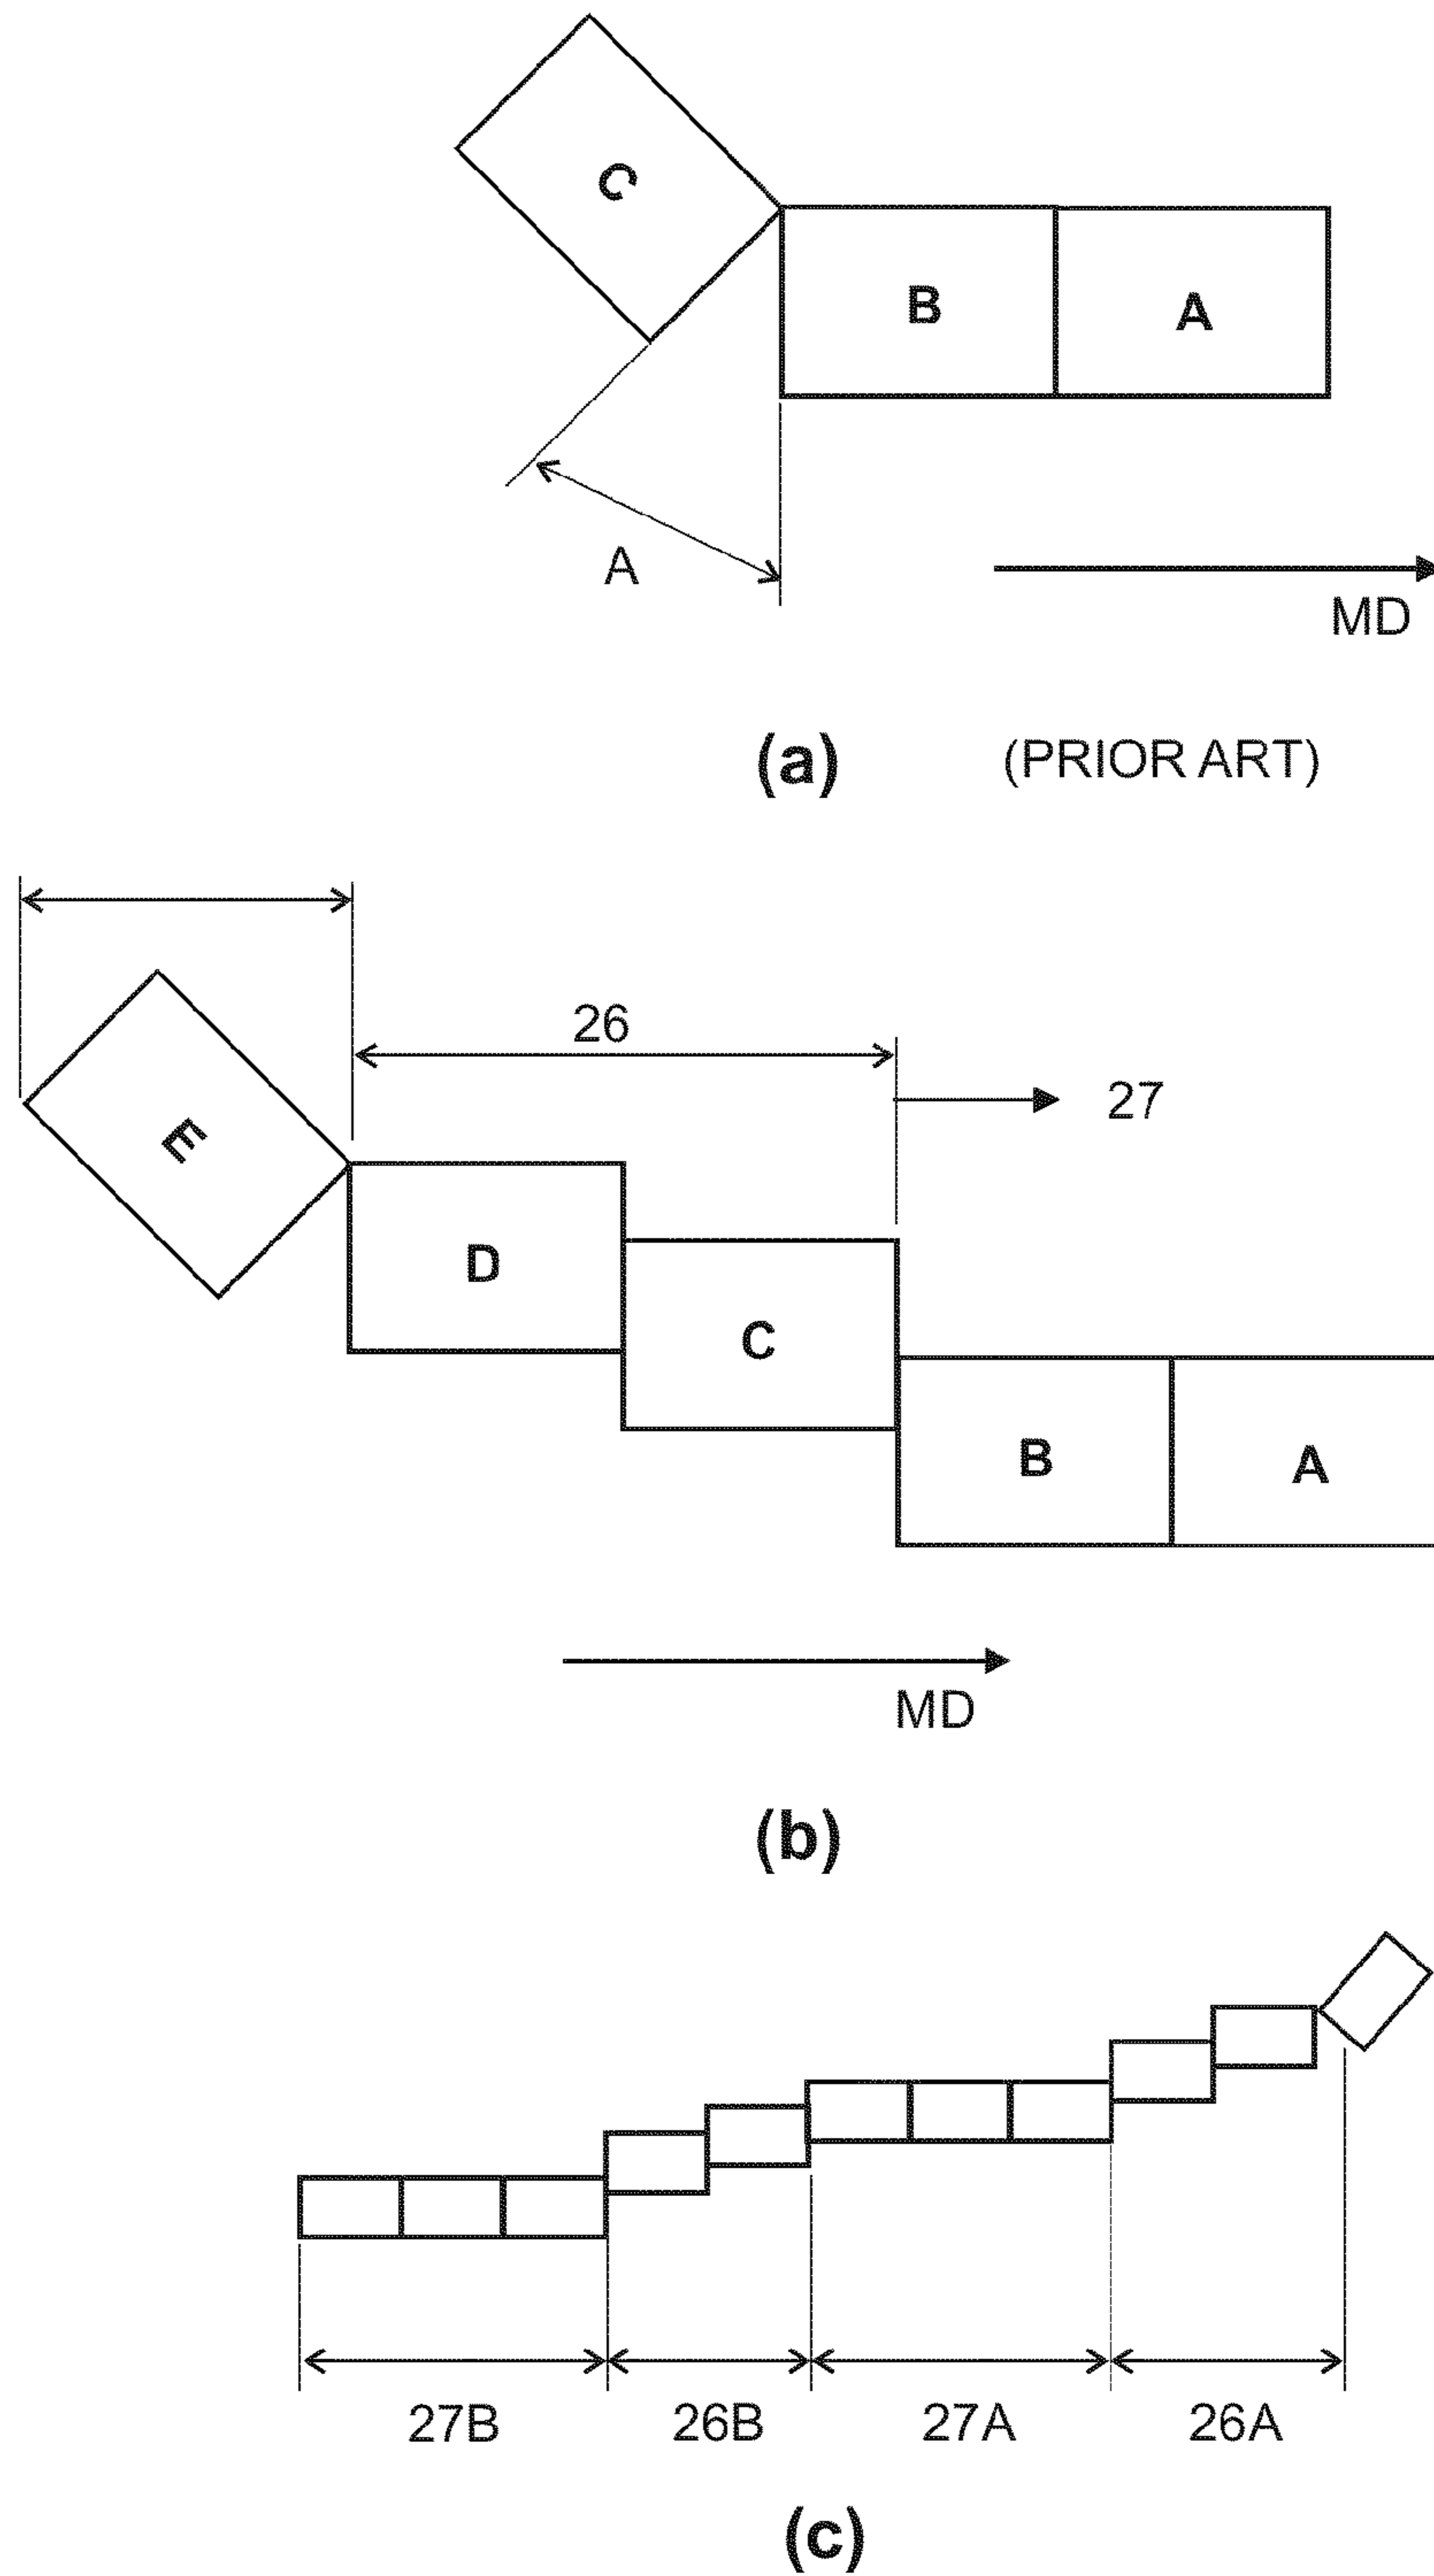 C
B A
A
MD
(a) (PRIOR ART)
26
27
E
D
C
B
A
MD
(b)
27B 26B 27A 26A
(c)